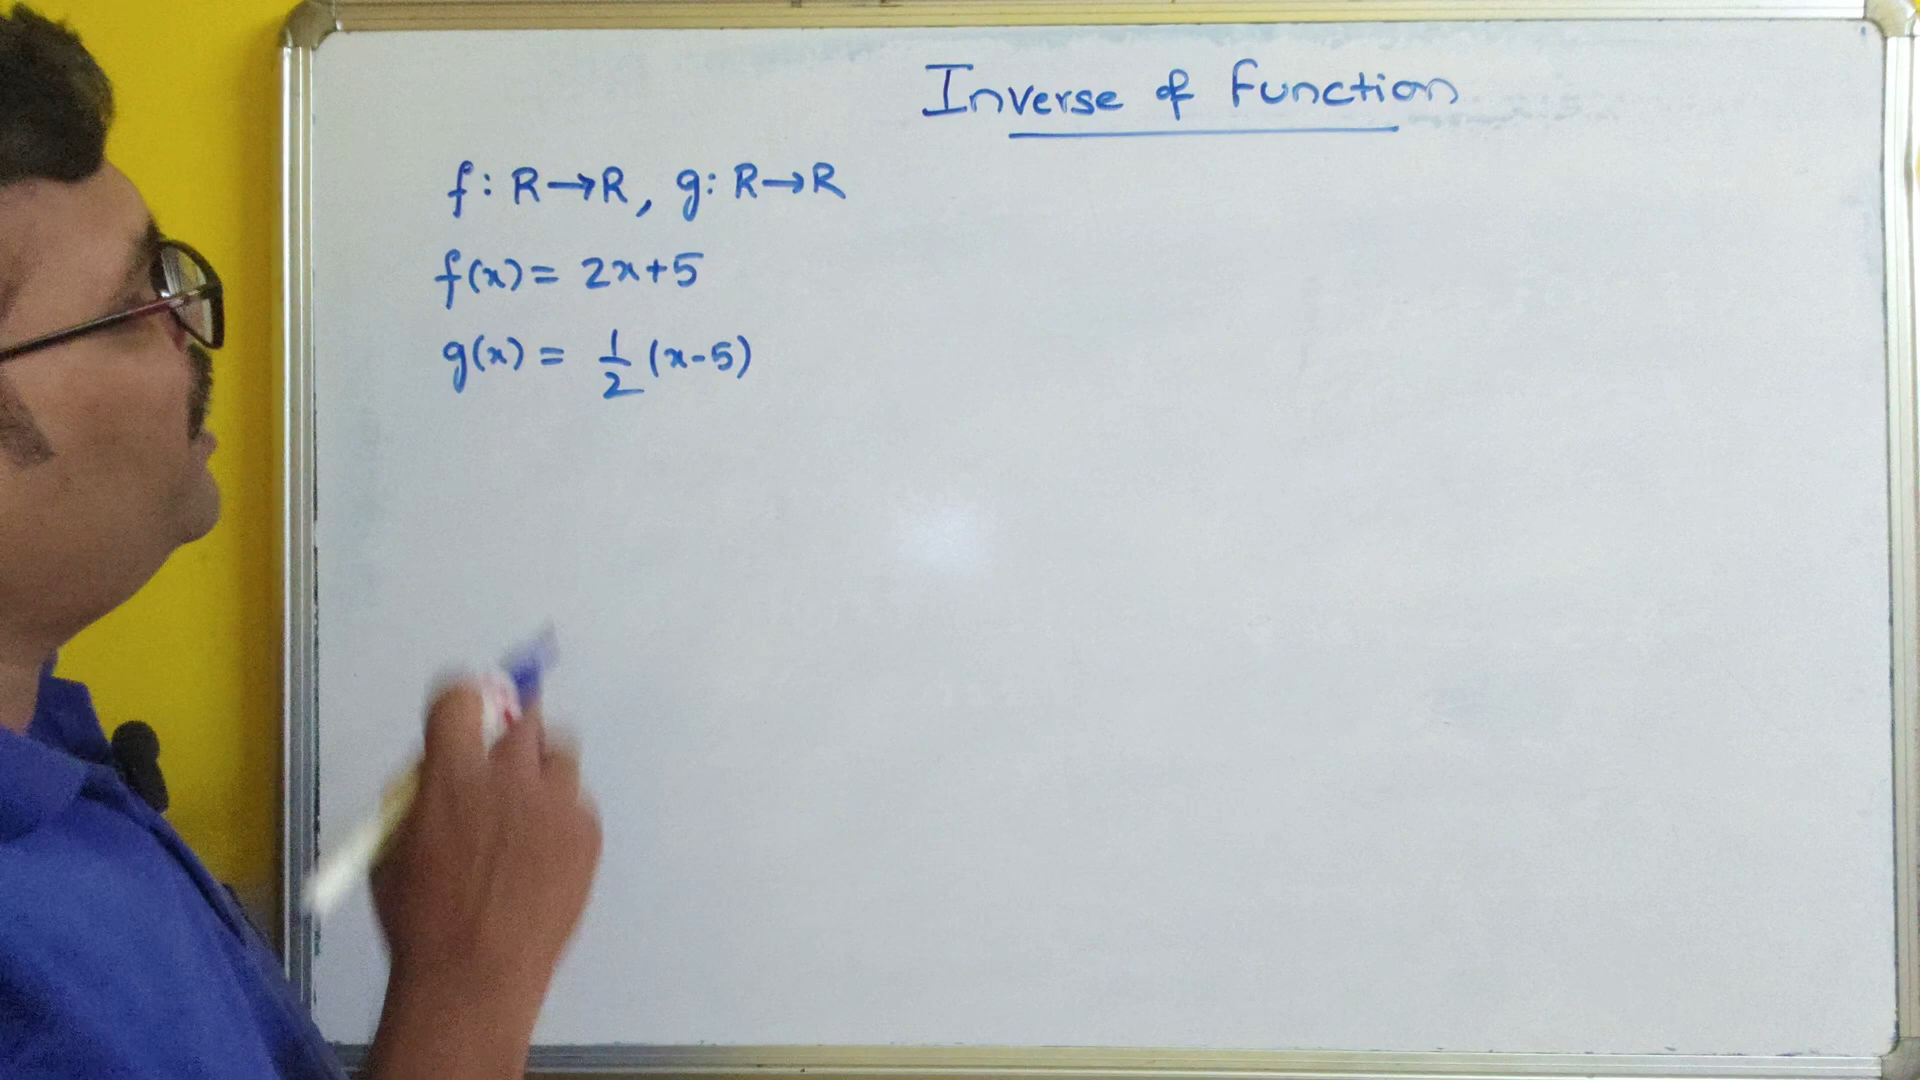 Inverse of Function
f: R→R, g: R→R
f(x) = 2x+5
g(x) = 1/2 (x-5)